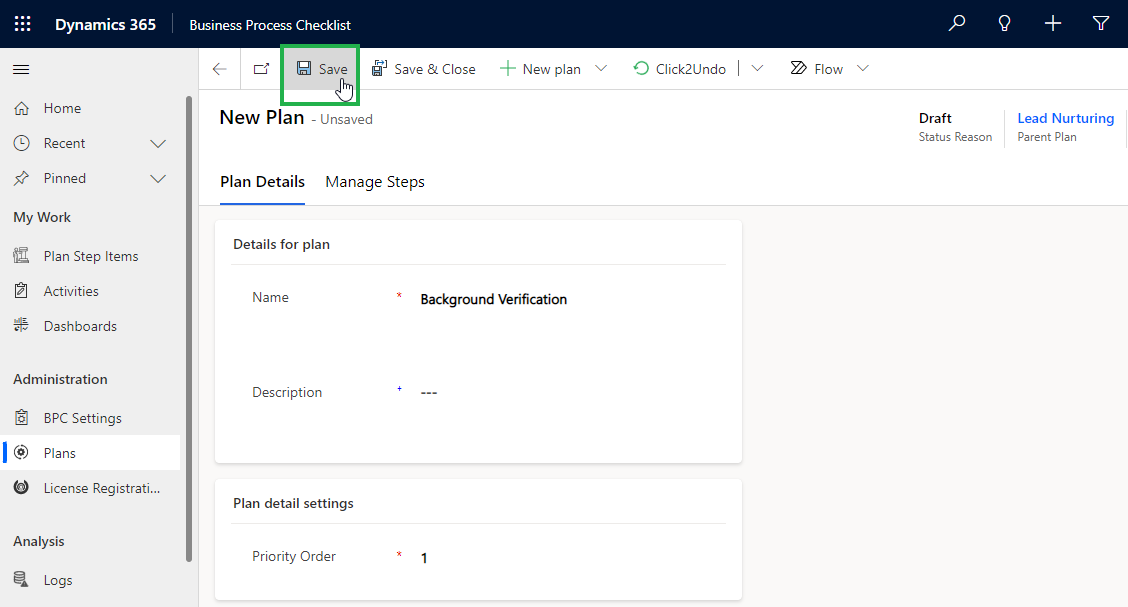 Dynamics 365 Business Process Checklist
Save Save & Close New plan Click2Undo Flow
Home
Recent
Pinned
My Work
Plan Step Items
Activities
Dashboards
Administration
BPC Settings
Plans
License Registrati...
Analysis
Logs
New Plan - Unsaved
Draft
Status Reason
Lead Nurturing
Parent Plan
Plan Details Manage Steps
Details for plan
Name * Background Verification
Description + ---
Plan detail settings
Priority Order * 1